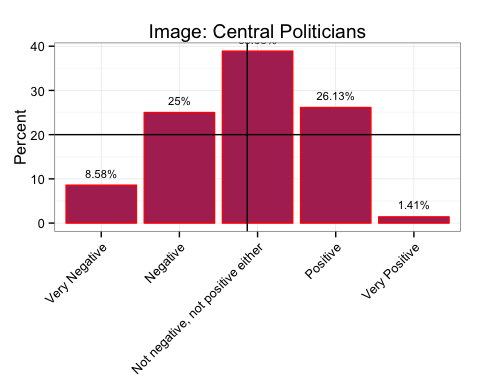 Image: Central Politicians
Percent
40
30
20
10
0
8.58%
25%
26.13%
1.41%
Very Negative
Negative
Not negative, not positive either
Positive
Very Positive